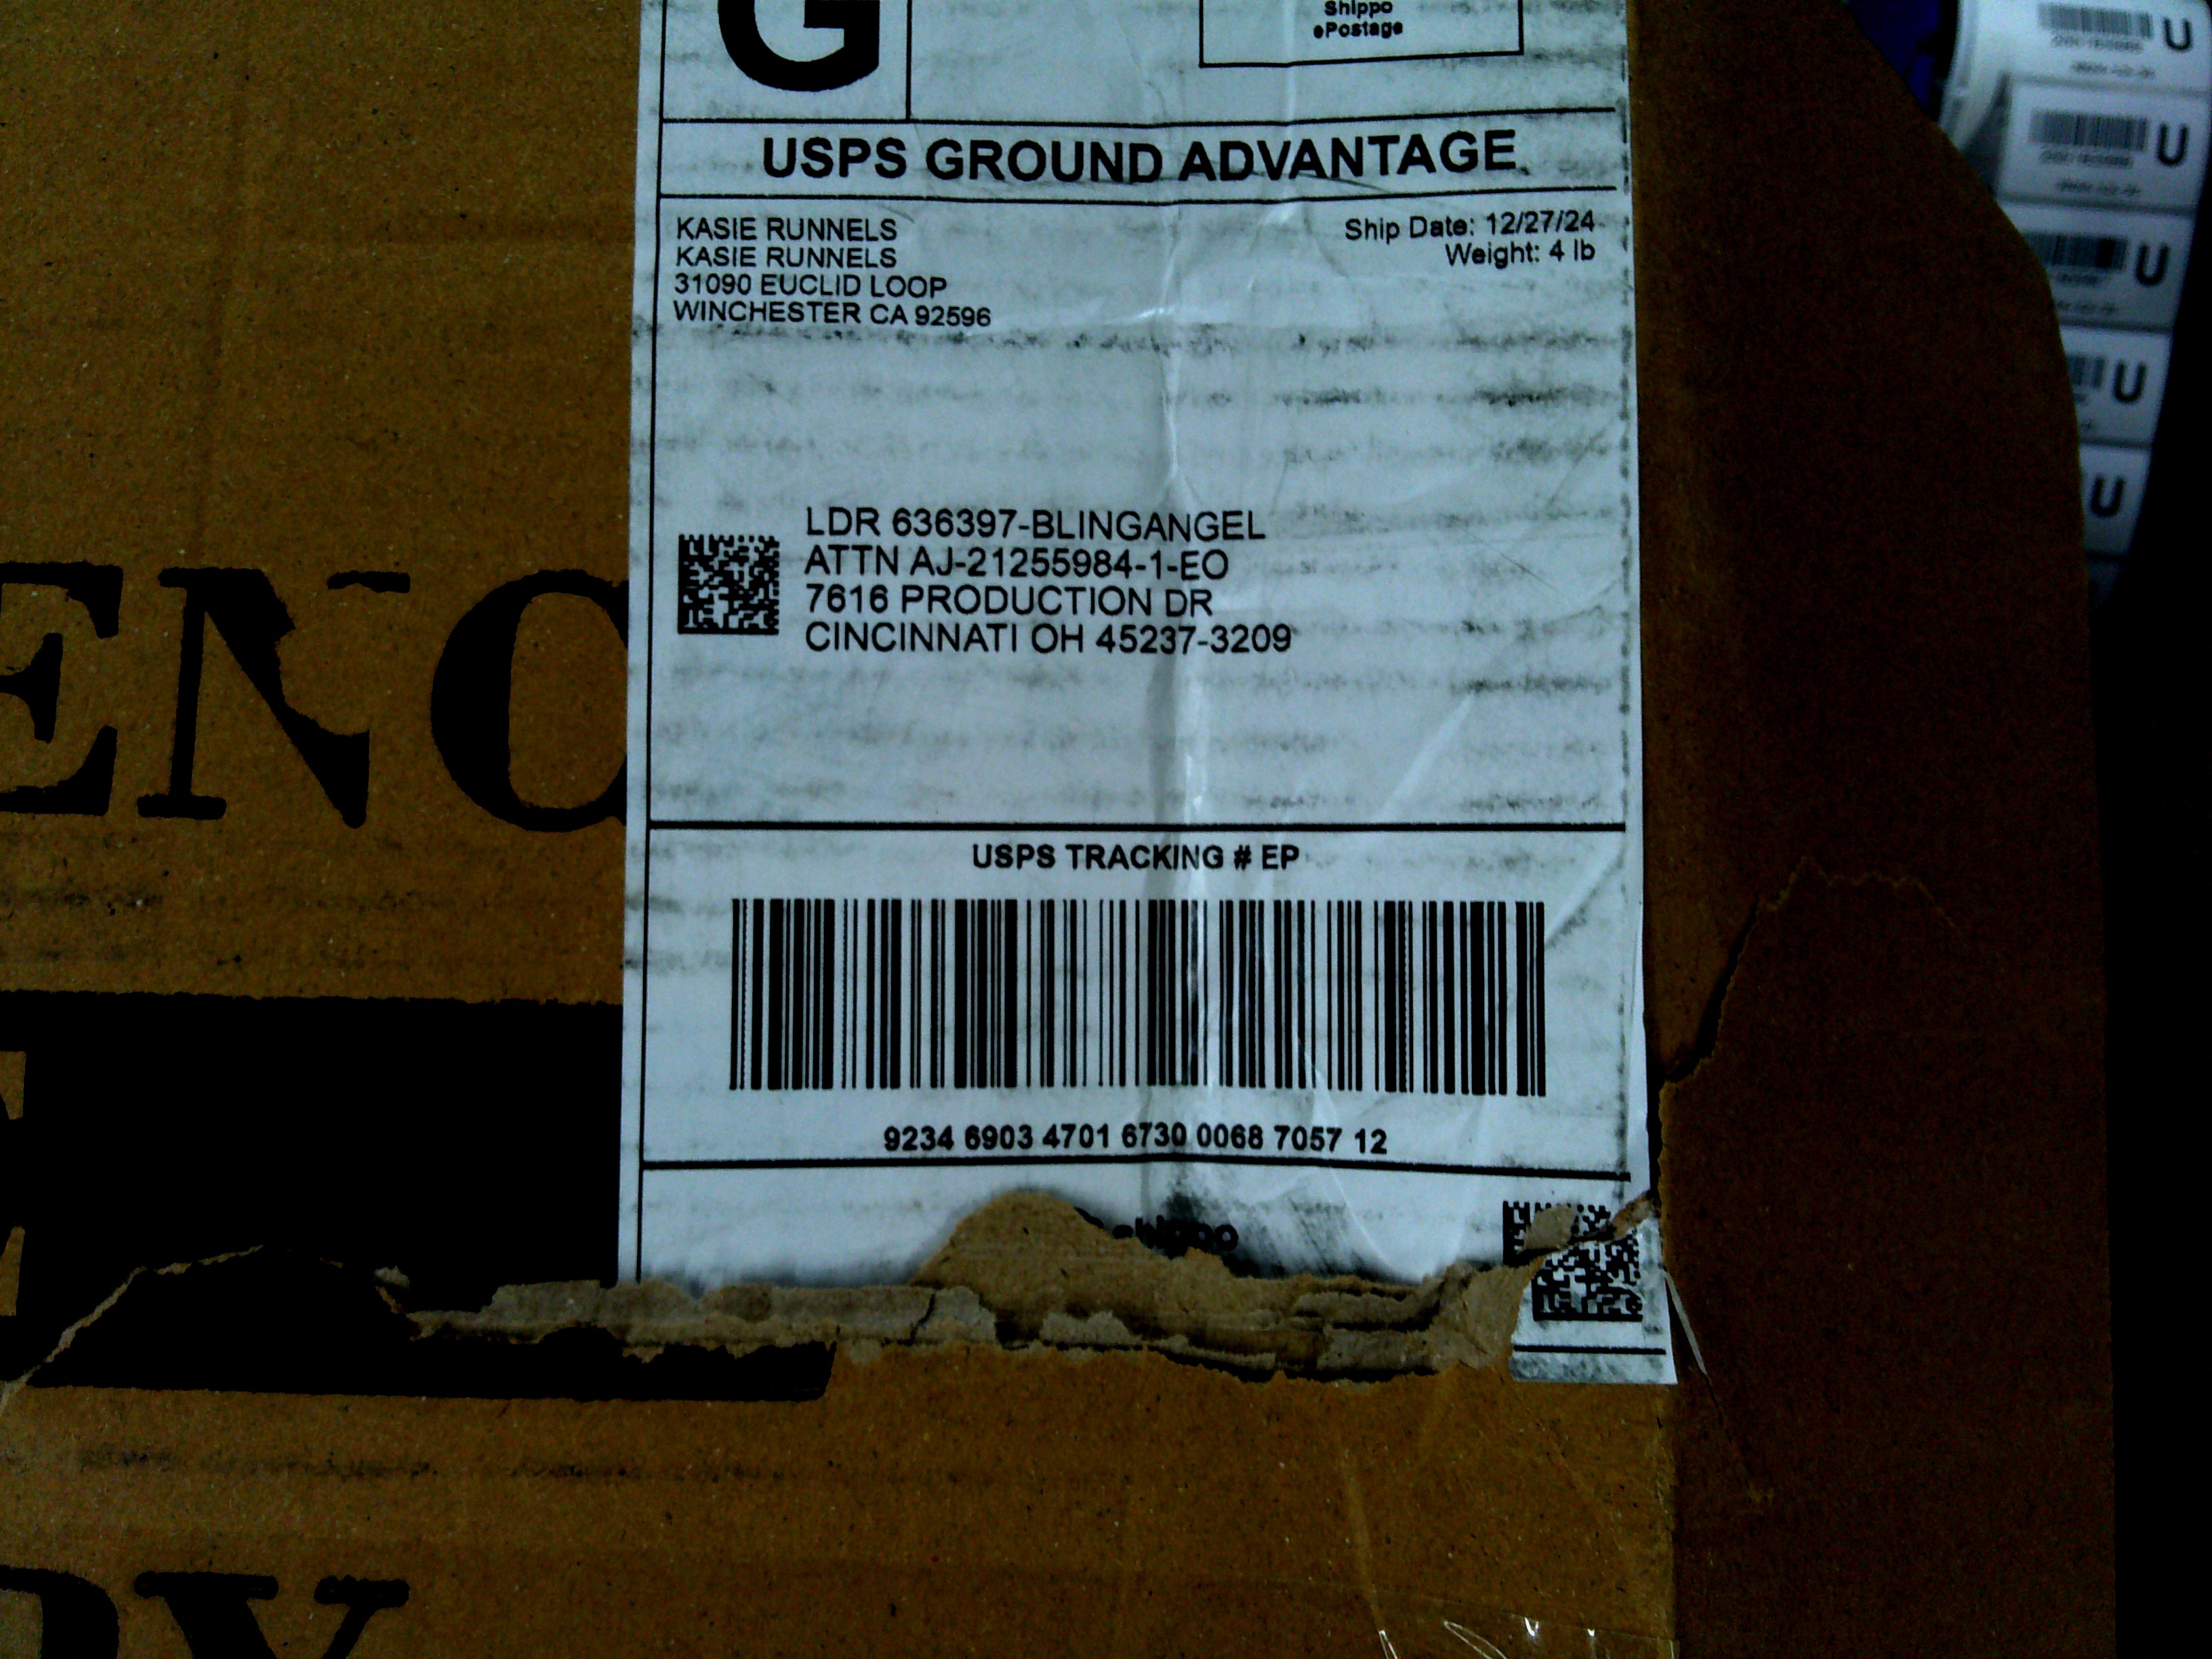 G
Shippo
ePostage
USPS GROUND ADVANTAGE
KASIE RUNNELS
KASIE RUNNELS
31090 EUCLID LOOP
WINCHESTER CA 92596
Ship Date: 12/27/24
Weight: 4 lb
LDR 636397-BLINGANGEL
ATTN AJ-21255984-1-EO
7616 PRODUCTION DR
CINCINNATI OH 45237-3209
USPS TRACKING # EP
9234 6903 4701 6730 0068 7057 12
U
U
U
U
U
ENC